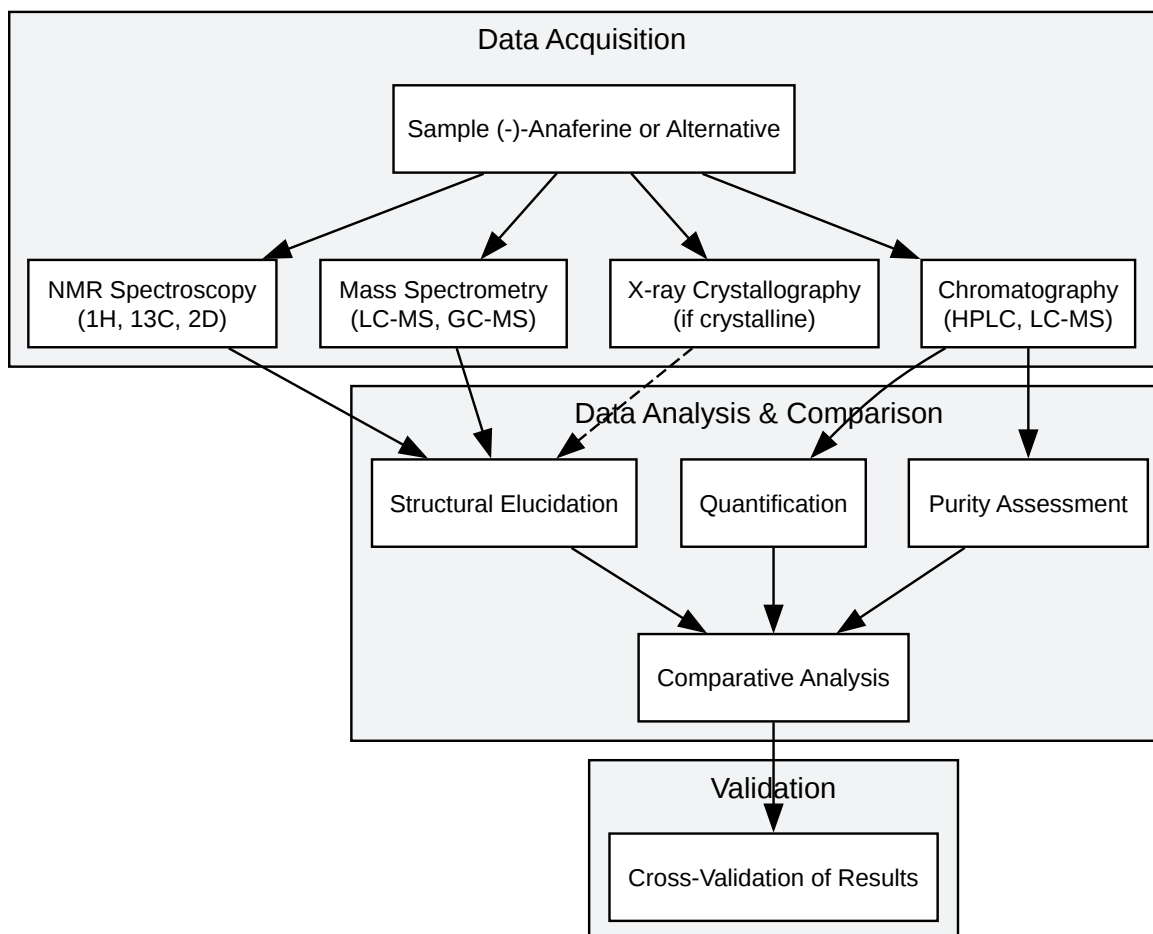 Data Acquisition
Sample (-)-Anaferine or Alternative
NMR Spectroscopy
(1H, 13C, 2D)
Mass Spectrometry
(LC-MS, GC-MS)
X-ray Crystallography
(if crystalline)
Chromatography
(HPLC, LC-MS)
Data Analysis & Comparison
Structural Elucidation
Quantification
Purity Assessment
Comparative Analysis
Validation
Cross-Validation of Results